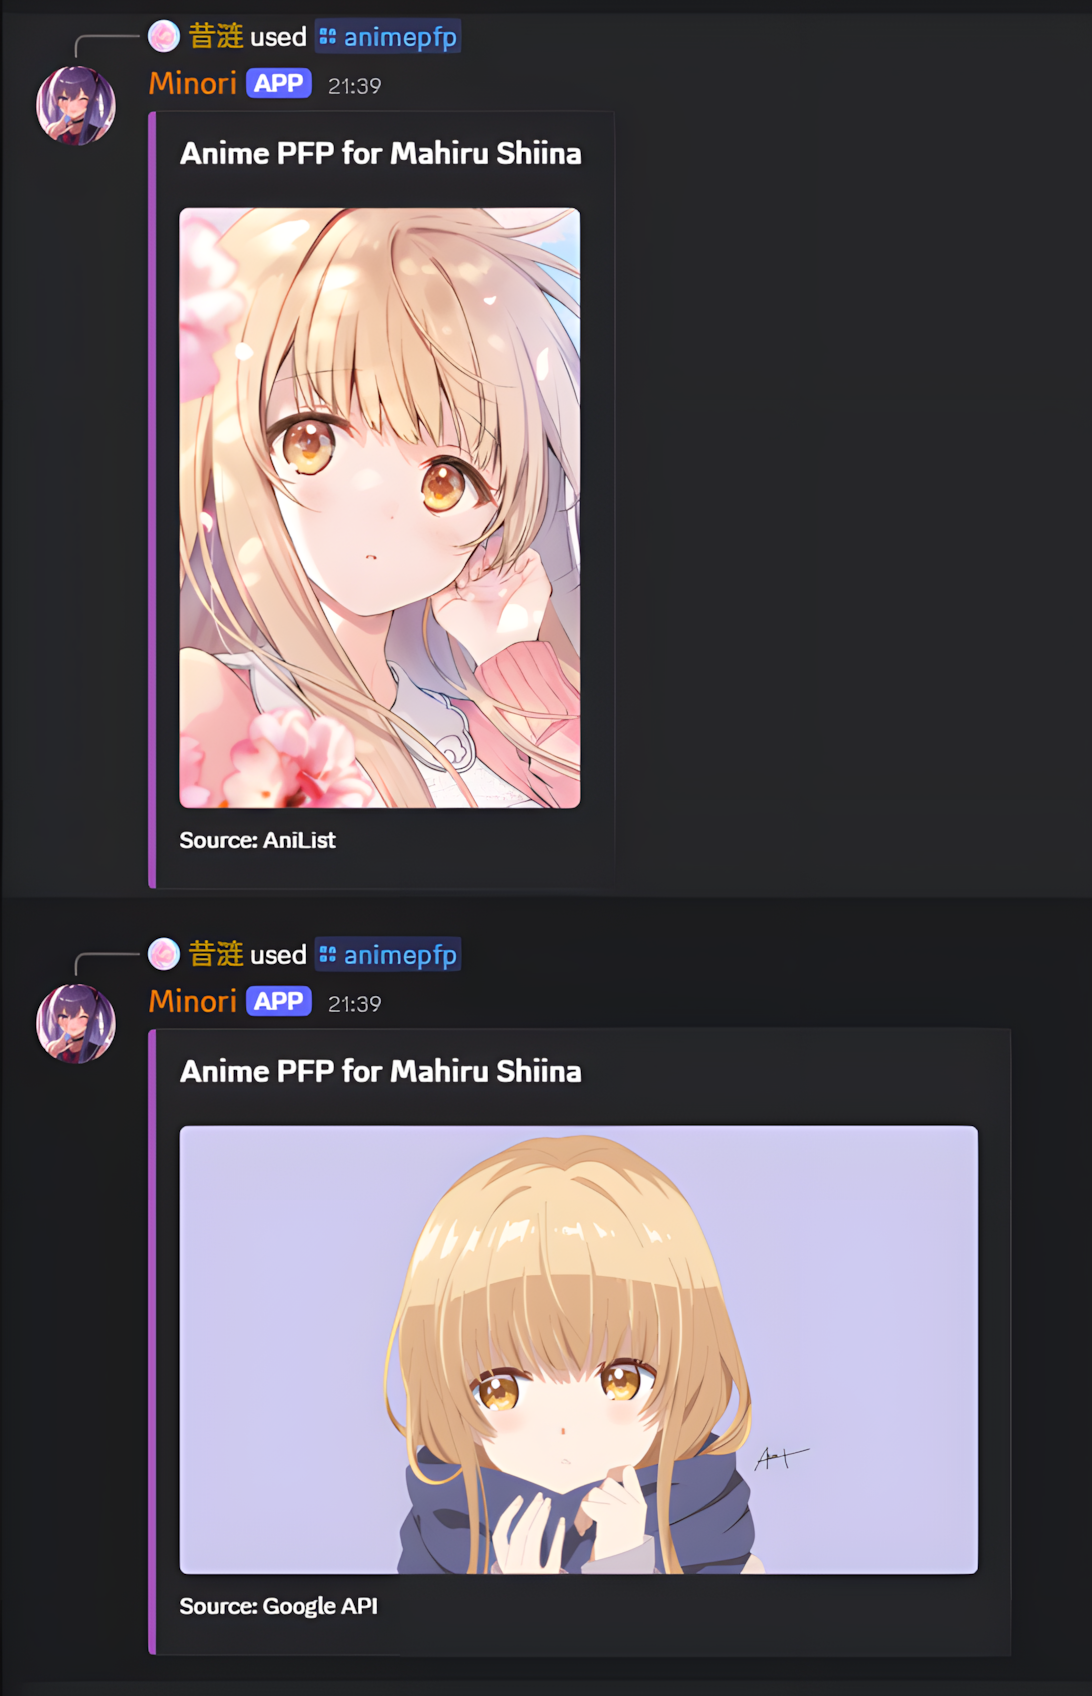 昔涟 used animepfp
Minori APP 21:39
Anime PFP for Mahiru Shiina
Source: AniList
昔涟 used animepfp
Minori APP 21:39
Anime PFP for Mahiru Shiina
Source: Google API